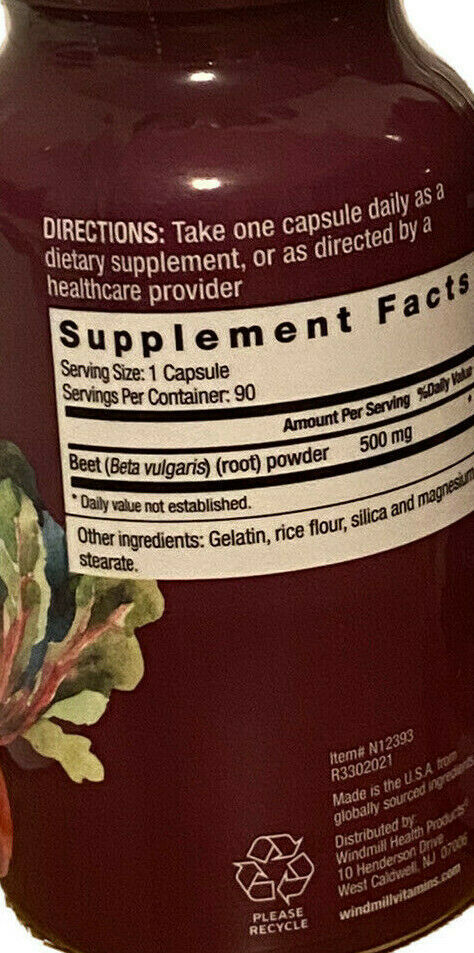 DIRECTIONS: Take one capsule daily as a
dietary supplement, or as directed by a
healthcare provider
Supplement Facts
Serving Size: 1 Capsule
Servings Per Container: 90
Amount Per Serving %Daily Value
Beet (Beta vulgaris) (root) powder 500 mg *
* Daily value not established.
Other ingredients: Gelatin, rice flour, silica and magnesium
stearate.
Item# N12393
R3302021
Made is the U.S.A. from
globally sourced ingredients
Distributed by:
Windmill Health Products
10 Henderson Drive
West Caldwell, NJ 07006
windmillvitamins.com
PLEASE
RECYCLE